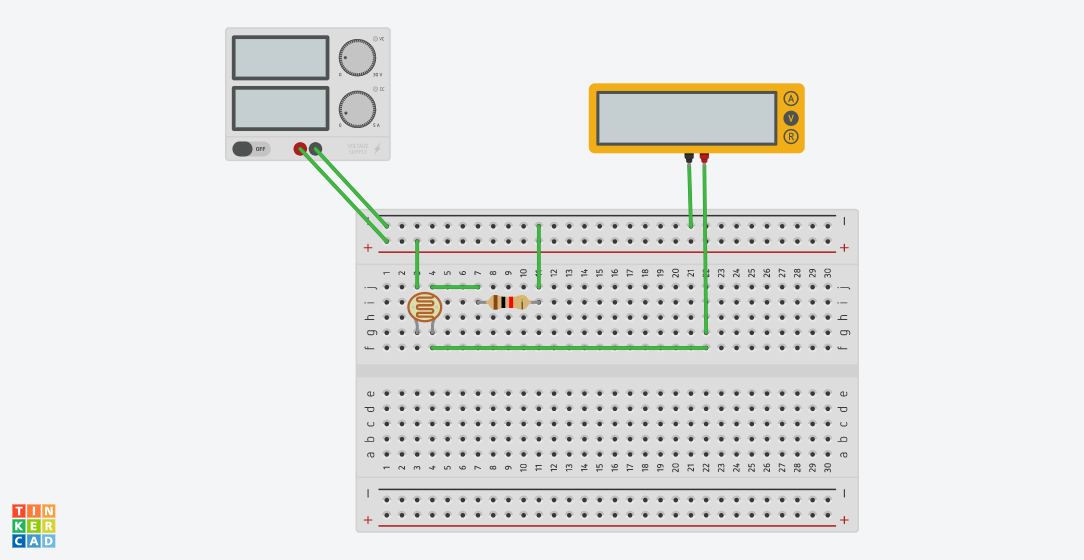 0 30 V
0 5 A
OFF
VOLTAGE
SUPPLY
A
V
R
− −
+ +
1 2 3 4 5 6 7 8 9 10 11 12 13 14 15 16 17 18 19 20 21 22 23 24 25 26 27 28 29 30
j j
i i
h h
g g
f f
e e
d d
c c
b b
a a
1 2 3 4 5 6 7 8 9 10 11 12 13 14 15 16 17 18 19 20 21 22 23 24 25 26 27 28 29 30
− −
+ +
TIN
KER
CAD